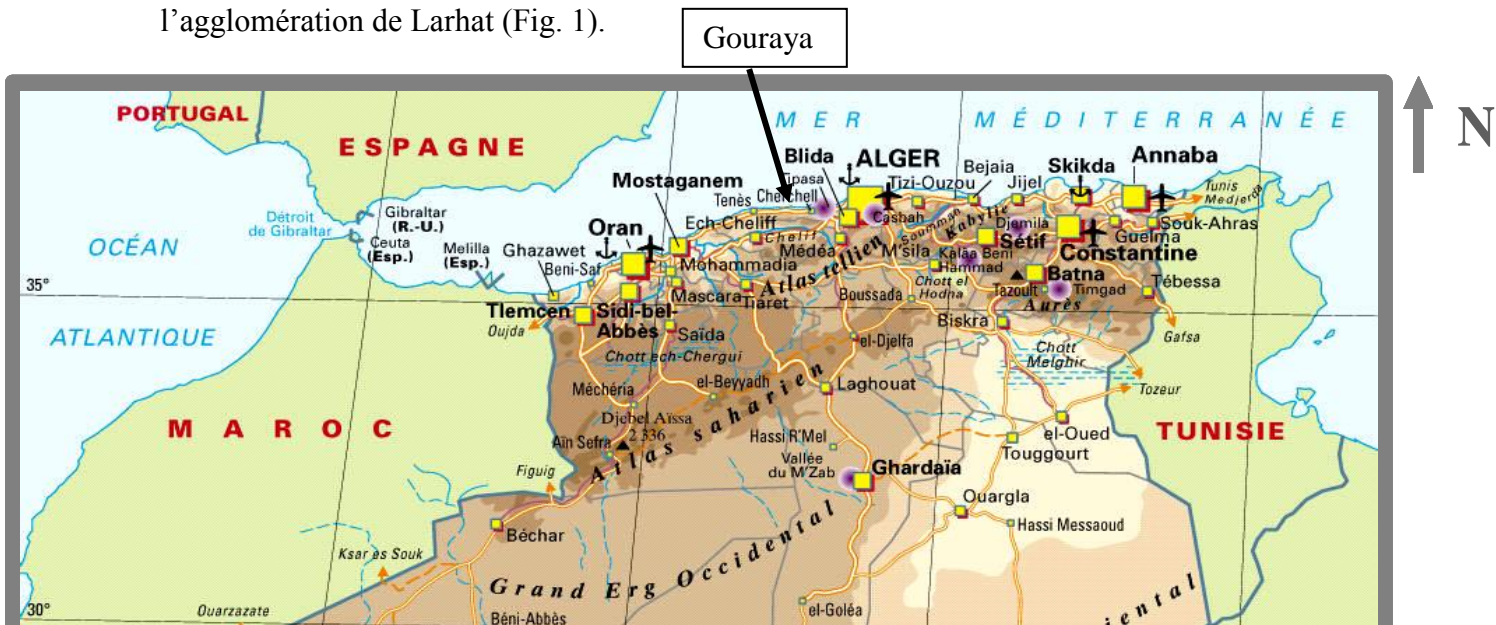 l’agglomération de Larhat (Fig. 1).
Gouraya
N
PORTUGAL
ESPAGNE
MER MÉDITERRANÉE
Blida
ALGER
Skikda
Annaba
Mostaganem
Tipasa
Tizi-Ouzou
Bejaia
Jijel
Tunis
Medjerda
Tenès
Cherchell
Détroit
de Gibraltar
Gibraltar
(R.-U.)
Ech-Cheliff
Casbah
Soummam
Kabylie
Djemila
Souk-Ahras
Oran
Cheliff
Guelma
OCÉAN
Ceuta
(Esp.)
Melilla
(Esp.)
Ghazawet
Médéa
M'sila
Kalâa Beni
Hammad
Sétif
Constantine
Beni-Saf
Mohammadia
Atlas tellien
Batna
35°
Mascara
Tiaret
Boussada
Chott el
Hodna
Tazoult
Timgad
Tébessa
Aurès
Tlemcen
Sidi-bel-
Abbès
Oujda
Saïda
Biskra
Gafsa
ATLANTIQUE
el-Djelfa
Chott ech-Chergui
Chott
Melghir
Méchéria
el-Beyyadh
Laghouat
Tozeur
MAROC
Djebel Aïssa
2 336
Atlas saharien
Hassi R'Mel
el-Oued
TUNISIE
Aïn Sefra
Touggourt
Vallée
du M'Zab
Ghardaïa
Figuig
Ouargla
Béchar
Hassi Messaoud
Ksar es Souk
Grand Erg Occidental
30°
Ouarzazate
Béni-Abbès
el-Goléa
iental